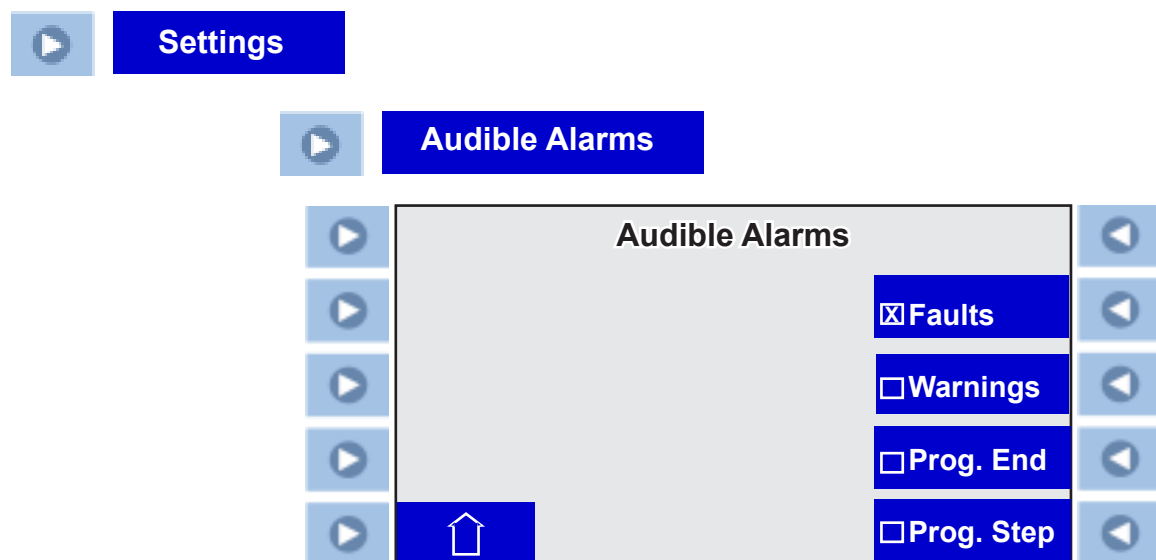 Settings
Audible Alarms
Audible Alarms
X Faults
Warnings
Prog. End
Prog. Step